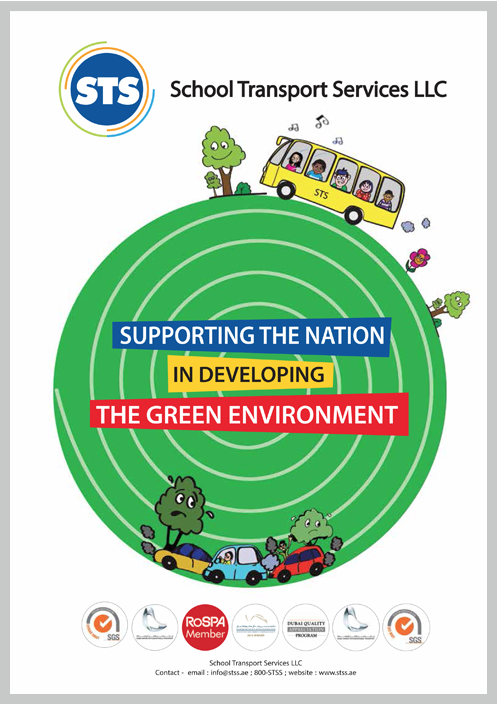 STS
School Transport Services LLC
STS
SUPPORTING THE NATION
IN DEVELOPING
THE GREEN ENVIRONMENT
SGS
RoSPA
Member
DUBAI QUALITY
APPRECIATION
PROGRAM
SGS
School Transport Services LLC
Contact - email : info@stss.ae ; 800-STSS ; website : www.stss.ae